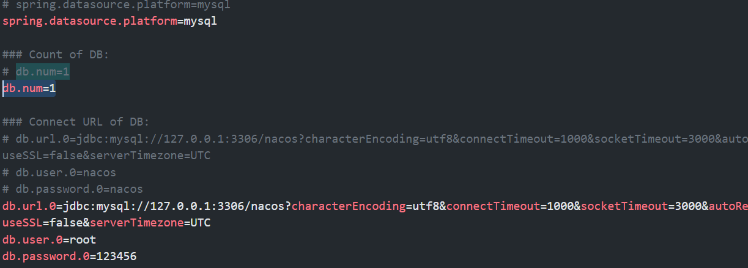 # spring.datasource.platform=mysql
spring.datasource.platform=mysql
### Count of DB:
# db.num=1
db.num=1
### Connect URL of DB:
# db.url.0=jdbc:mysql://127.0.0.1:3306/nacos?characterEncoding=utf8&connectTimeout=1000&socketTimeout=3000&auto
useSSL=false&serverTimezone=UTC
# db.user.0=nacos
# db.password.0=nacos
db.url.0=jdbc:mysql://127.0.0.1:3306/nacos?characterEncoding=utf8&connectTimeout=1000&socketTimeout=3000&autoRe
useSSL=false&serverTimezone=UTC
db.user.0=root
db.password.0=123456